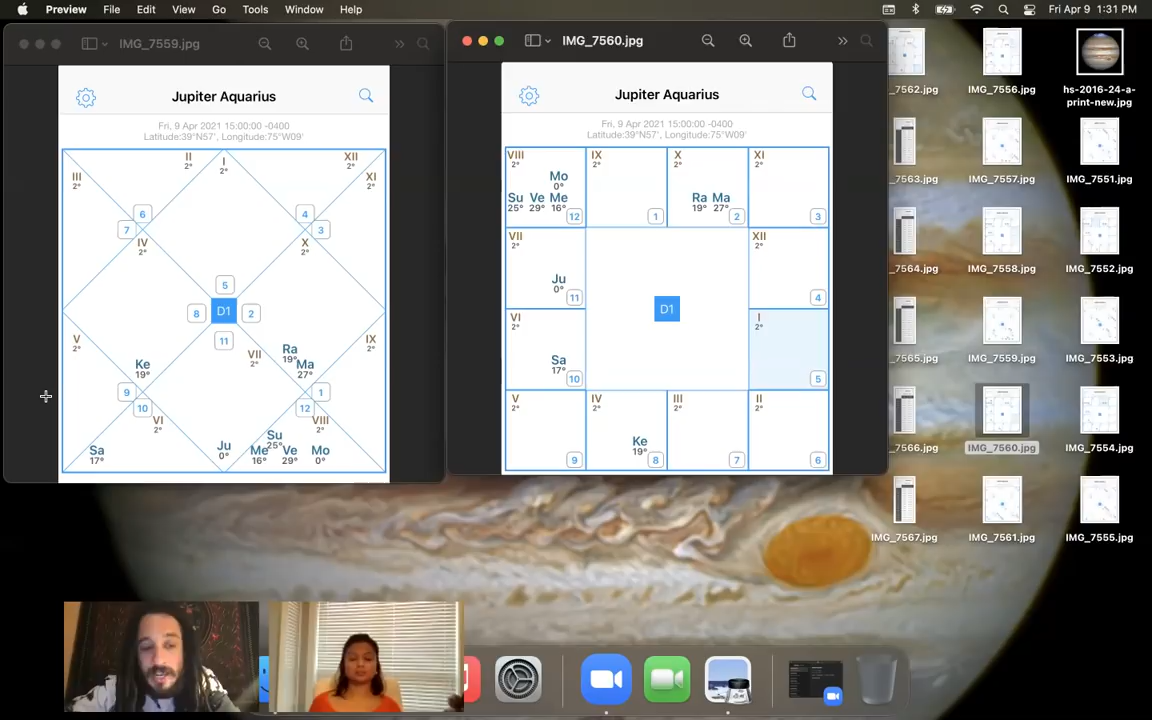 Preview File Edit View Go Tools Window Help
Fri Apr 9 1:31 PM
IMG_7559.jpg
Jupiter Aquarius
Fri, 9 Apr 2021 15:00:00 -0400
Latitude:39°N57', Longitude:75°W09'
II
2°
I
2°
XII
2°
III
2°
XI
2°
6
4
7
3
IV
2°
X
2°
5
8
D1
2
11
V
2°
VII
2°
Ra
19°
Ma
27°
IX
2°
Ke
19°
9
10
1
12
VI
2°
VIII
2°
Sa
17°
Ju
0°
Su
25°
Me
16°
Ve
29°
Mo
0°
IMG_7560.jpg
Jupiter Aquarius
Fri, 9 Apr 2021 15:00:00 -0400
Latitude:39°N57', Longitude:75°W09'
VIII
2°
Mo
0°
Su Ve Me
25° 29° 16°
12
IX
2°
1
X
2°
Ra Ma
19° 27°
2
XI
2°
3
VII
2°
Ju
0°
11
XII
2°
4
D1
VI
2°
Sa
17°
10
I
2°
5
V
2°
9
IV
2°
Ke
19°
8
III
2°
7
II
2°
6
_7562.jpg
IMG_7556.jpg
hs-2016-24-a-
print-new.jpg
_7563.jpg
IMG_7557.jpg
IMG_7551.jpg
_7564.jpg
IMG_7558.jpg
IMG_7552.jpg
_7565.jpg
IMG_7559.jpg
IMG_7553.jpg
_7566.jpg
IMG_7560.jpg
IMG_7554.jpg
IMG_7567.jpg
IMG_7561.jpg
IMG_7555.jpg